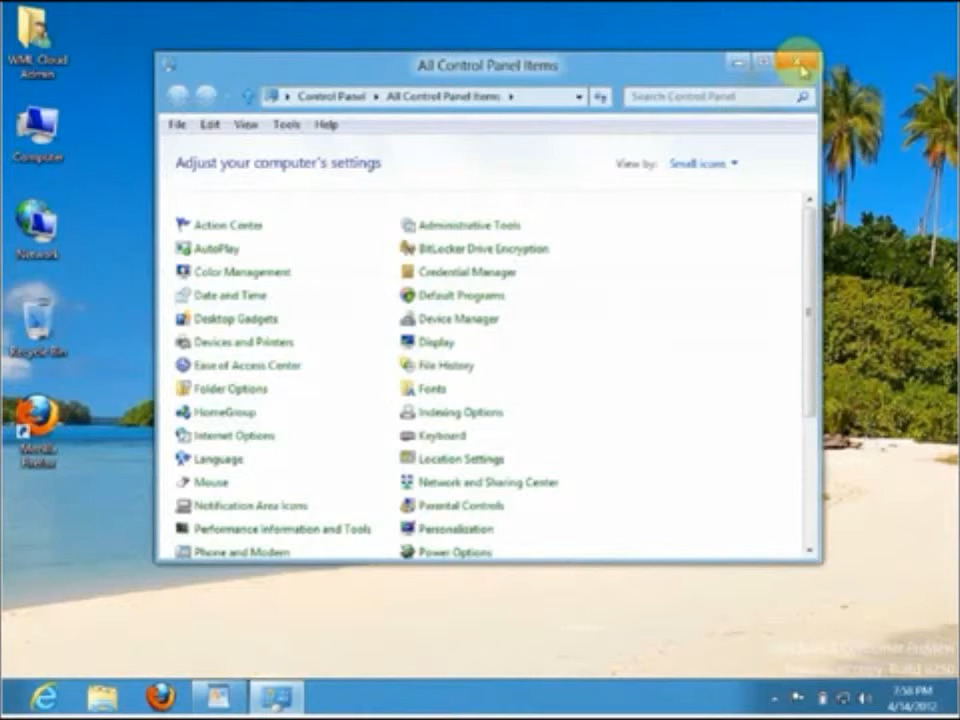 WML Cloud
Admin
Computer
Network
Recycle Bin
Mozilla
Firefox
All Control Panel Items
Control Panel
All Control Panel Items
Search Control Panel
File Edit View Tools Help
Adjust your computer's settings
View by: Small icons
Action Center
Administrative Tools
AutoPlay
BitLocker Drive Encryption
Color Management
Credential Manager
Date and Time
Default Programs
Desktop Gadgets
Device Manager
Devices and Printers
Display
Ease of Access Center
File History
Folder Options
Fonts
HomeGroup
Indexing Options
Internet Options
Keyboard
Language
Location Settings
Mouse
Network and Sharing Center
Notification Area Icons
Parental Controls
Performance Information and Tools
Personalization
Phone and Modem
Power Options
Consumer Preview
Build 8250
7:58 PM
4/14/2012